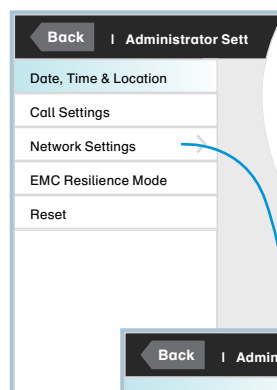 Back | Administrator Sett
Date, Time & Location
Call Settings
Network Settings
EMC Resilience Mode
Reset
Back | Admin